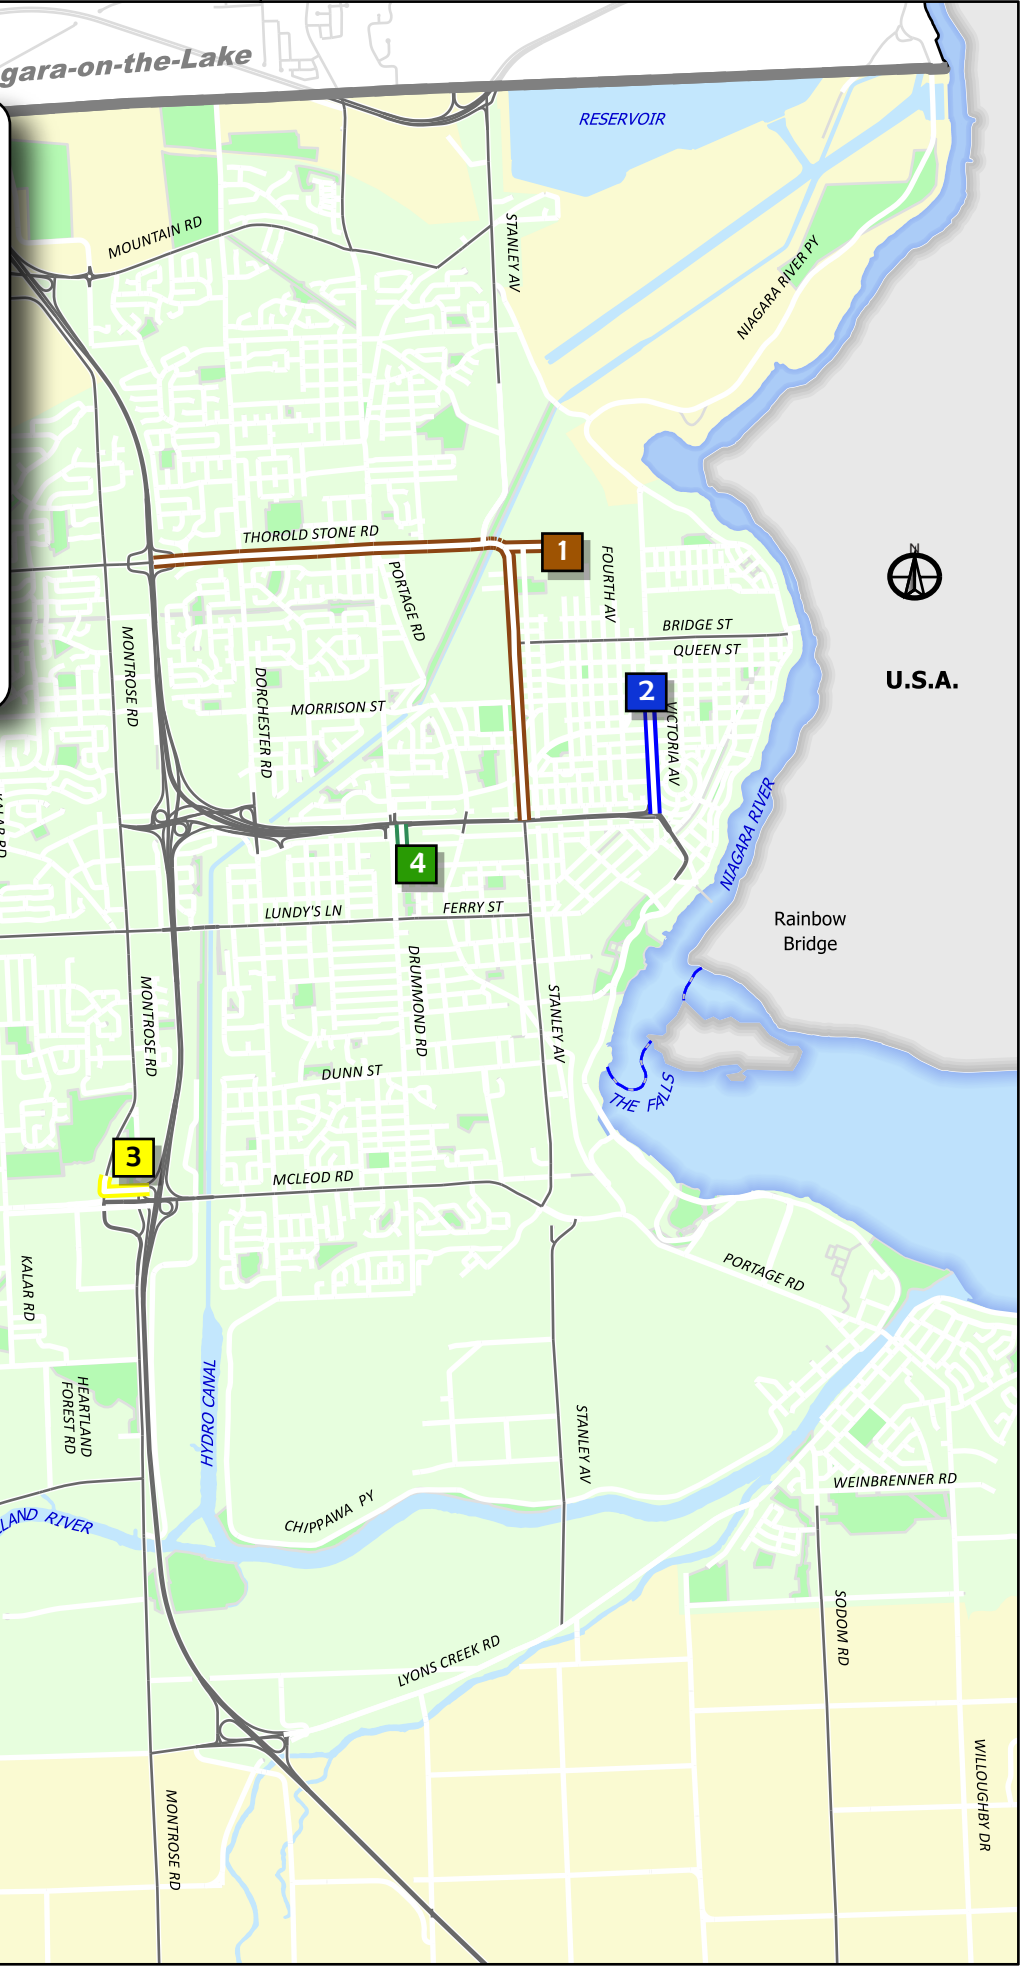 gara-on-the-Lake
RESERVOIR
MOUNTAIN RD
STANLEY AV
NIAGARA RIVER PY
THOROLD STONE RD
1
FOURTH AV
N
PORTAGE RD
BRIDGE ST
QUEEN ST
U.S.A.
MONTROSE RD
DORCHESTER RD
MORRISON ST
2
VICTORIA AV
NIAGARA RIVER
KALAR RD
4
LUNDY'S LN
FERRY ST
Rainbow
Bridge
DRUMMOND RD
MONTROSE RD
STANLEY AV
DUNN ST
THE FALLS
3
MCLEOD RD
KALAR RD
PORTAGE RD
HYDRO CANAL
HEARTLAND
FOREST RD
STANLEY AV
WEINBRENNER RD
CHIPPAWA PY
LAND RIVER
SODOM RD
LYONS CREEK RD
WILLOUGHBY DR
MONTROSE RD